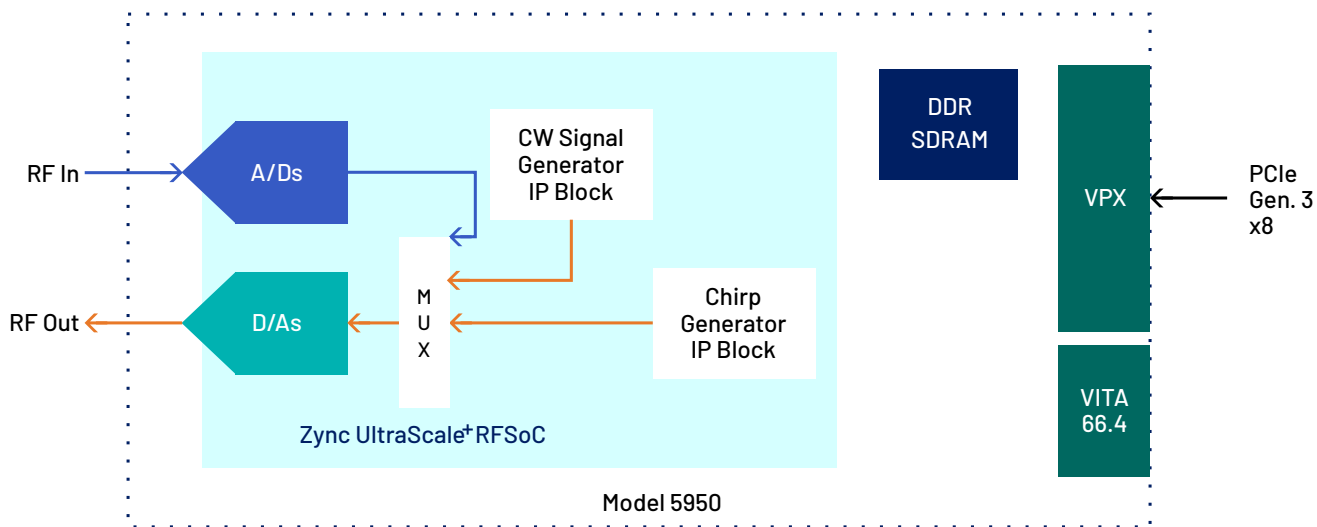 RF In
A/Ds
CW Signal
Generator
IP Block
DDR
SDRAM
VPX
PCIe
Gen. 3
x8
RF Out
D/As
M
U
X
Chirp
Generator
IP Block
VITA
66.4
Zync UltraScale+ RFSoC
Model 5950